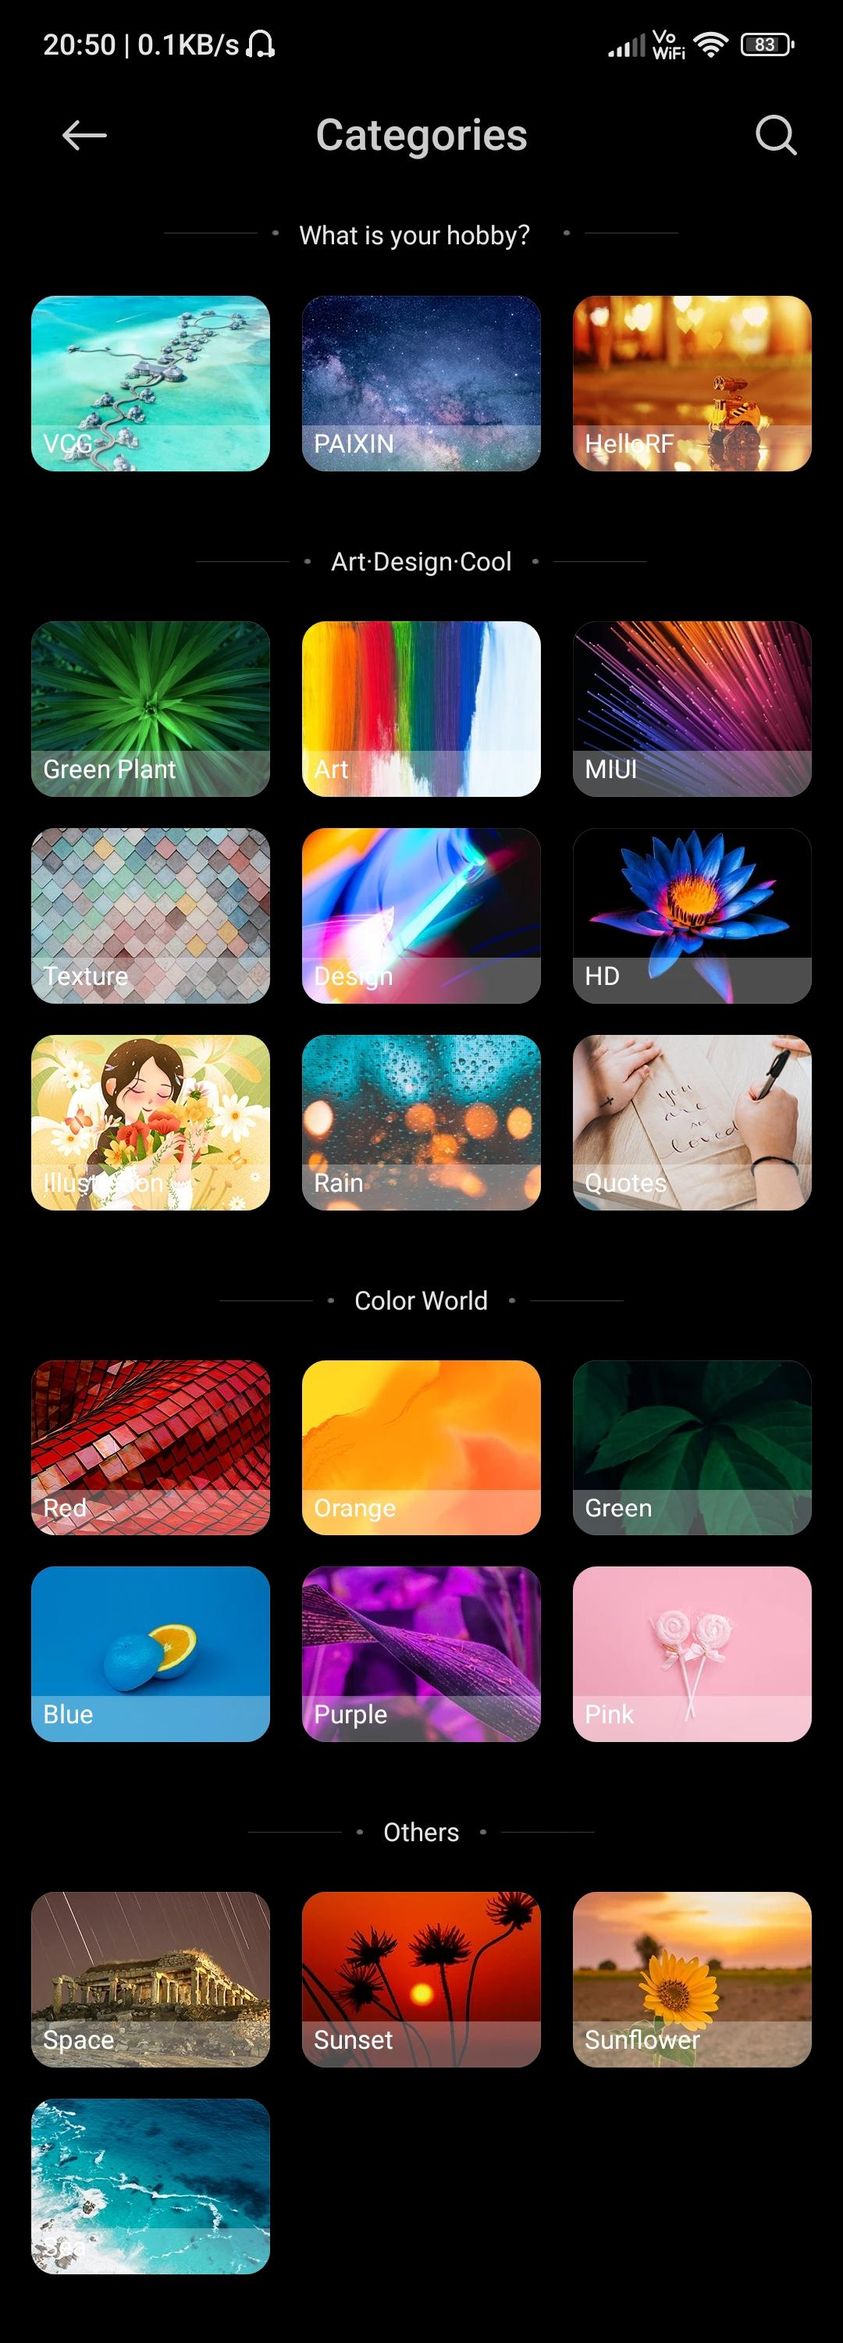 20:50 | 0.1KB/s
Vo
WiFi
83
Categories
What is your hobby?
VCG
PAIXIN
HelloRF
Art·Design·Cool
Green Plant
Art
MIUI
Texture
Design
HD
you
are
so
loved
Illustration
Rain
Quotes
Color World
Red
Orange
Green
Blue
Purple
Pink
Others
Space
Sunset
Sunflower
Sea